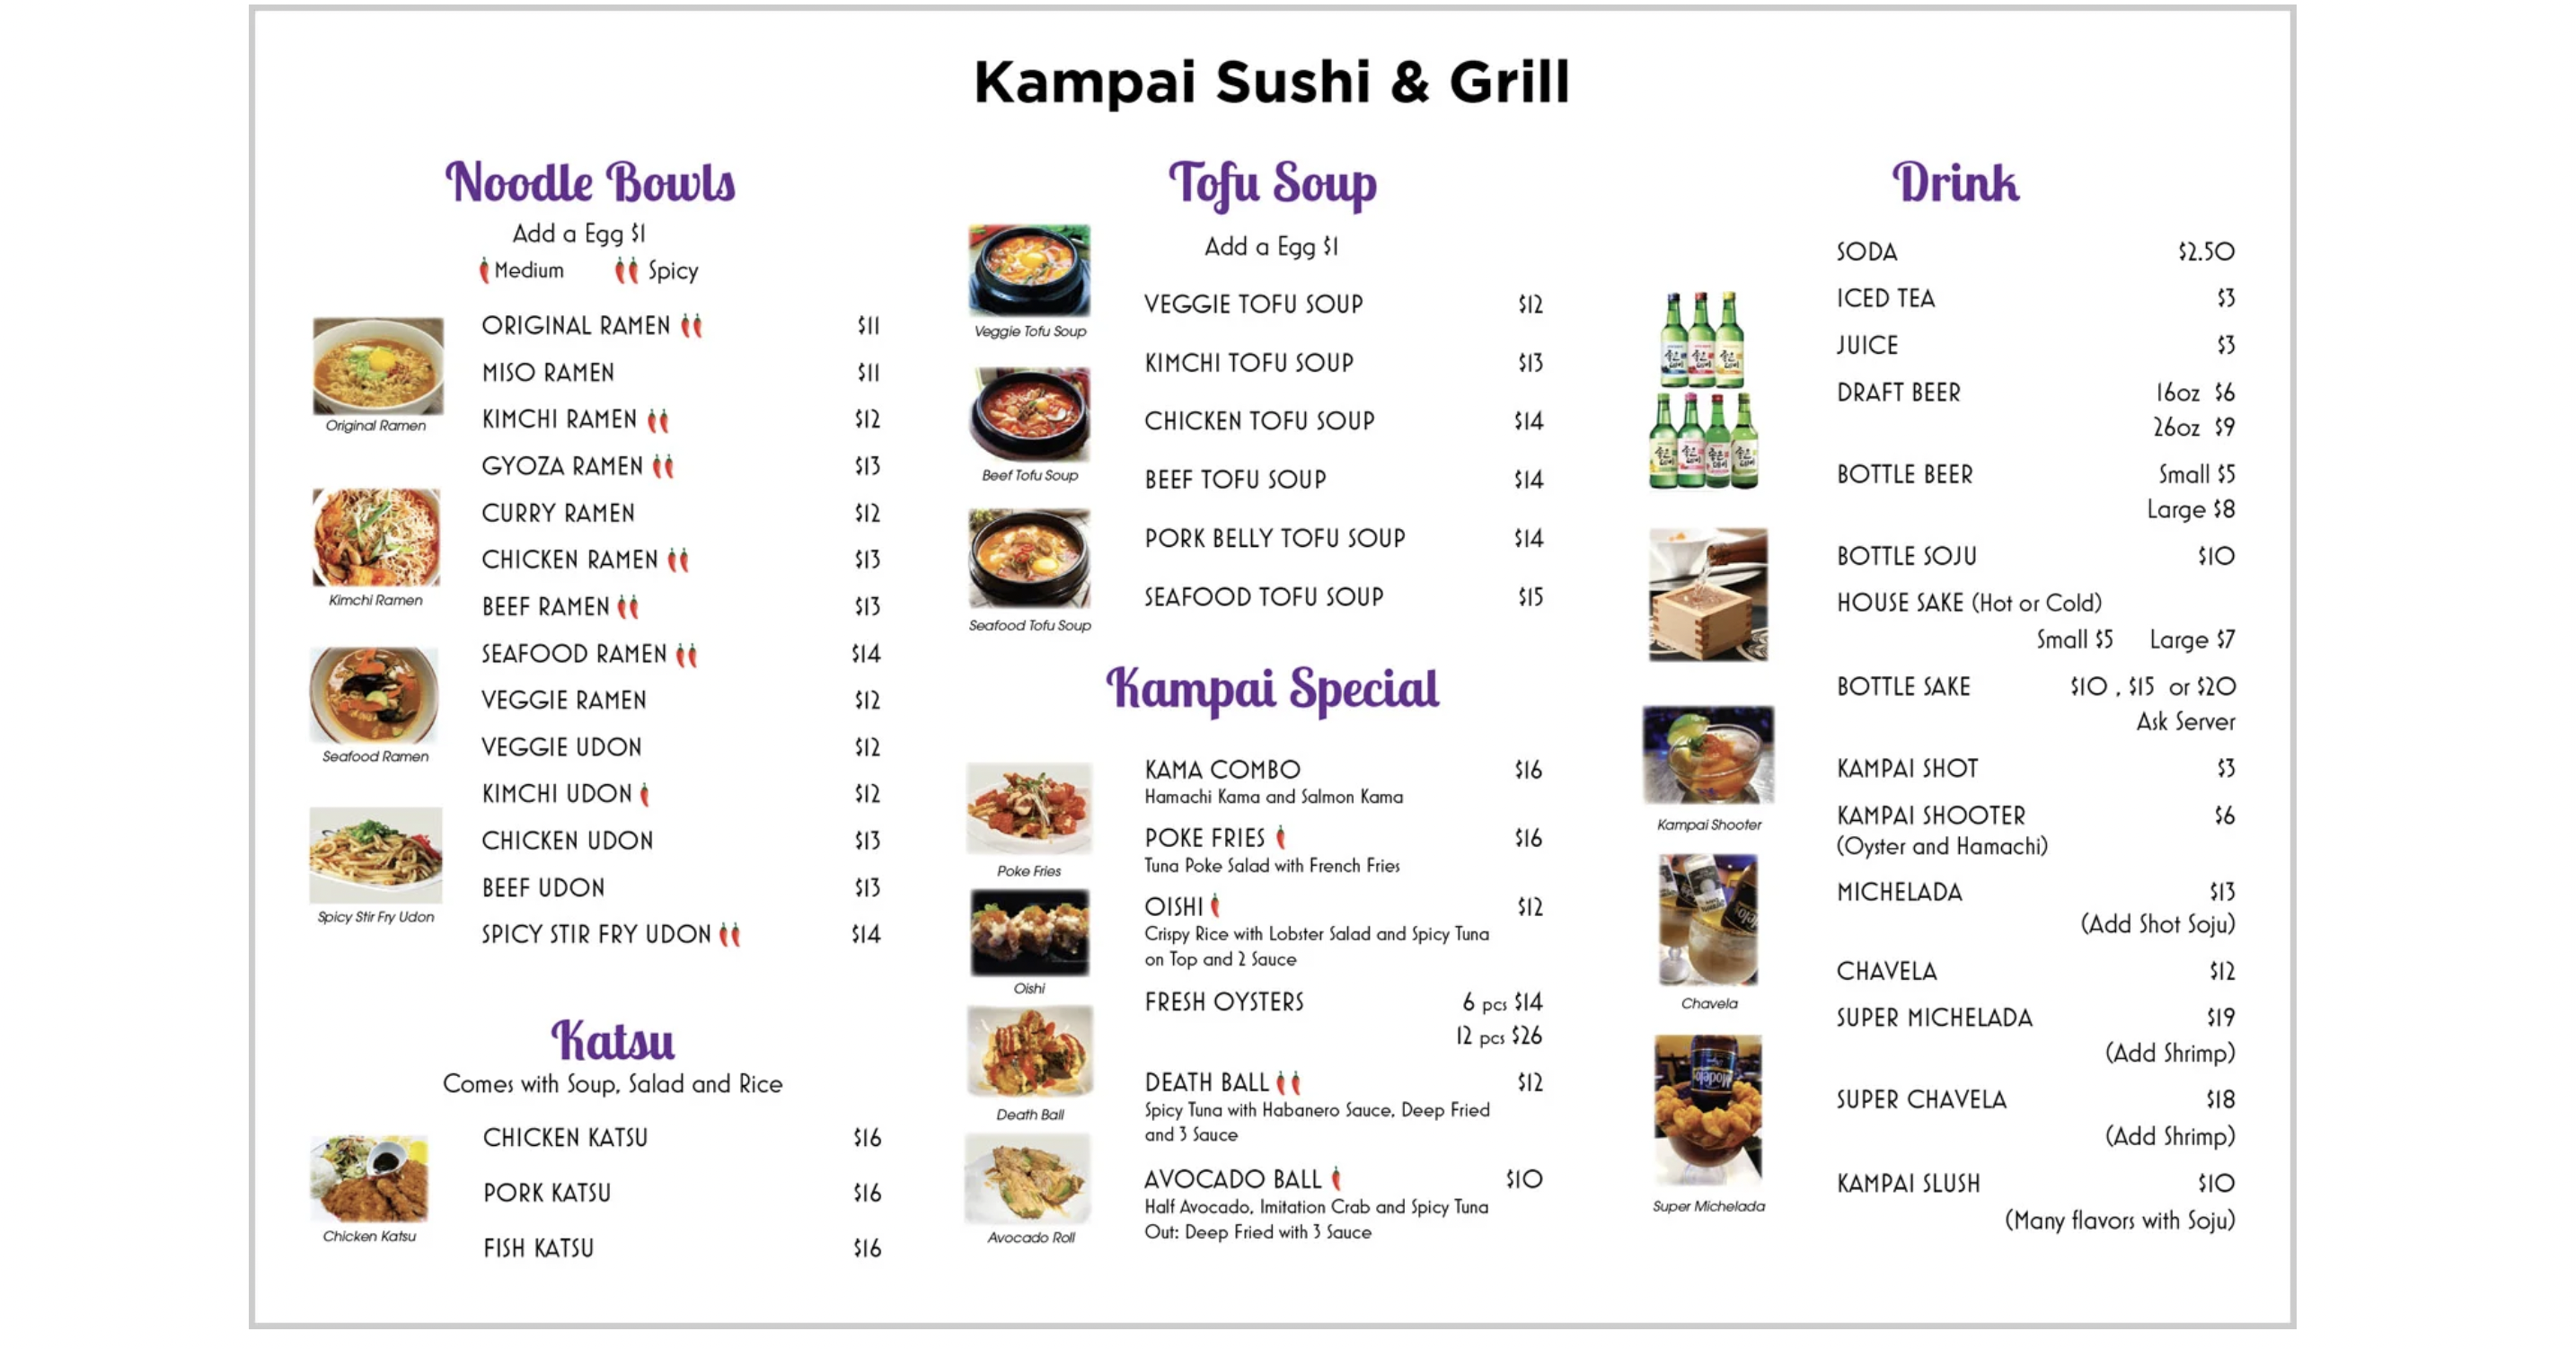 Kampai Sushi & Grill
Noodle Bowls
Add a Egg $1
Medium Spicy
ORIGINAL RAMEN $11
MISO RAMEN $11
KIMCHI RAMEN $12
GYOZA RAMEN $13
CURRY RAMEN $12
CHICKEN RAMEN $13
BEEF RAMEN $13
SEAFOOD RAMEN $14
VEGGIE RAMEN $12
VEGGIE UDON $12
KIMCHI UDON $12
CHICKEN UDON $13
BEEF UDON $13
SPICY STIR FRY UDON $14
Original Ramen
Kimchi Ramen
Seafood Ramen
Spicy Stir Fry Udon
Katsu
Comes with Soup, Salad and Rice
CHICKEN KATSU $16
PORK KATSU $16
FISH KATSU $16
Chicken Katsu
Tofu Soup
Add a Egg $1
VEGGIE TOFU SOUP $12
KIMCHI TOFU SOUP $13
CHICKEN TOFU SOUP $14
BEEF TOFU SOUP $14
PORK BELLY TOFU SOUP $14
SEAFOOD TOFU SOUP $15
Veggie Tofu Soup
Beef Tofu Soup
Seafood Tofu Soup
Kampai Special
KAMA COMBO $16
Hamachi Kama and Salmon Kama
POKE FRIES $16
Tuna Poke Salad with French Fries
OISHI $12
Crispy Rice with Lobster Salad and Spicy Tuna
on Top and 2 Sauce
FRESH OYSTERS 6 pcs $14
12 pcs $26
DEATH BALL $12
Spicy Tuna with Habanero Sauce, Deep Fried
and 3 Sauce
AVOCADO BALL $10
Half Avocado, Imitation Crab and Spicy Tuna
Out: Deep Fried with 3 Sauce
Poke Fries
Oishi
Death Ball
Avocado Roll
Drink
SODA $2.50
ICED TEA $3
JUICE $3
DRAFT BEER 16oz $6
26oz $9
BOTTLE BEER Small $5
Large $8
BOTTLE SOJU $10
HOUSE SAKE (Hot or Cold)
Small $5 Large $7
BOTTLE SAKE $10 , $15 or $20
Ask Server
KAMPAI SHOT $3
KAMPAI SHOOTER $6
(Oyster and Hamachi)
MICHELADA $13
(Add Shot Soju)
CHAVELA $12
SUPER MICHELADA $19
(Add Shrimp)
SUPER CHAVELA $18
(Add Shrimp)
KAMPAI SLUSH $10
(Many flavors with Soju)
Kampai Shooter
Chavela
Modelo
Super Michelada